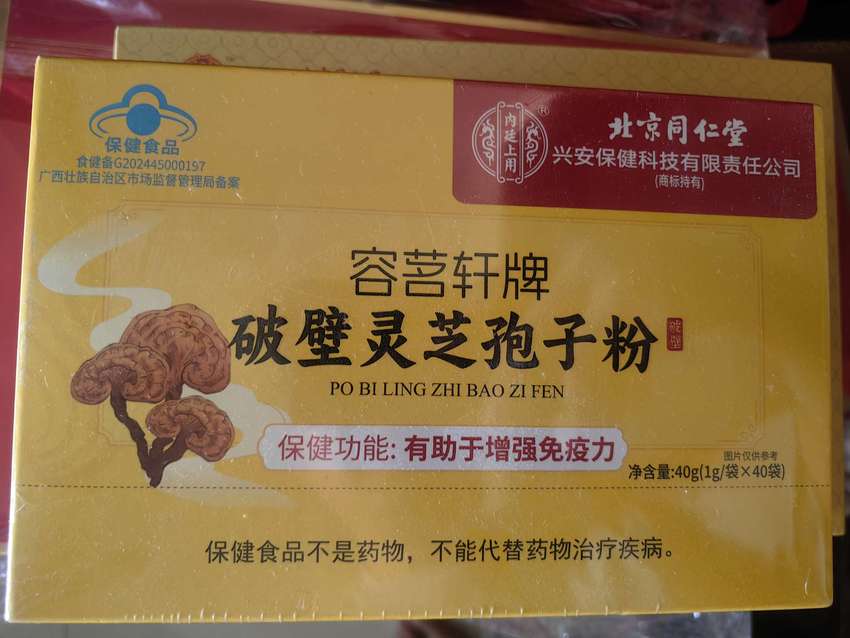 保健食品
食健备G202445000197
广西壮族自治区市场监督管理局备案
内廷上用
®
北京同仁堂
兴安保健科技有限责任公司
(商标持有)
容茗轩牌
破壁灵芝孢子粉
破壁
PO BI LING ZHI BAO ZI FEN
保健功能: 有助于增强免疫力
图片仅供参考
净含量:40g(1g/袋×40袋)
保健食品不是药物，不能代替药物治疗疾病。